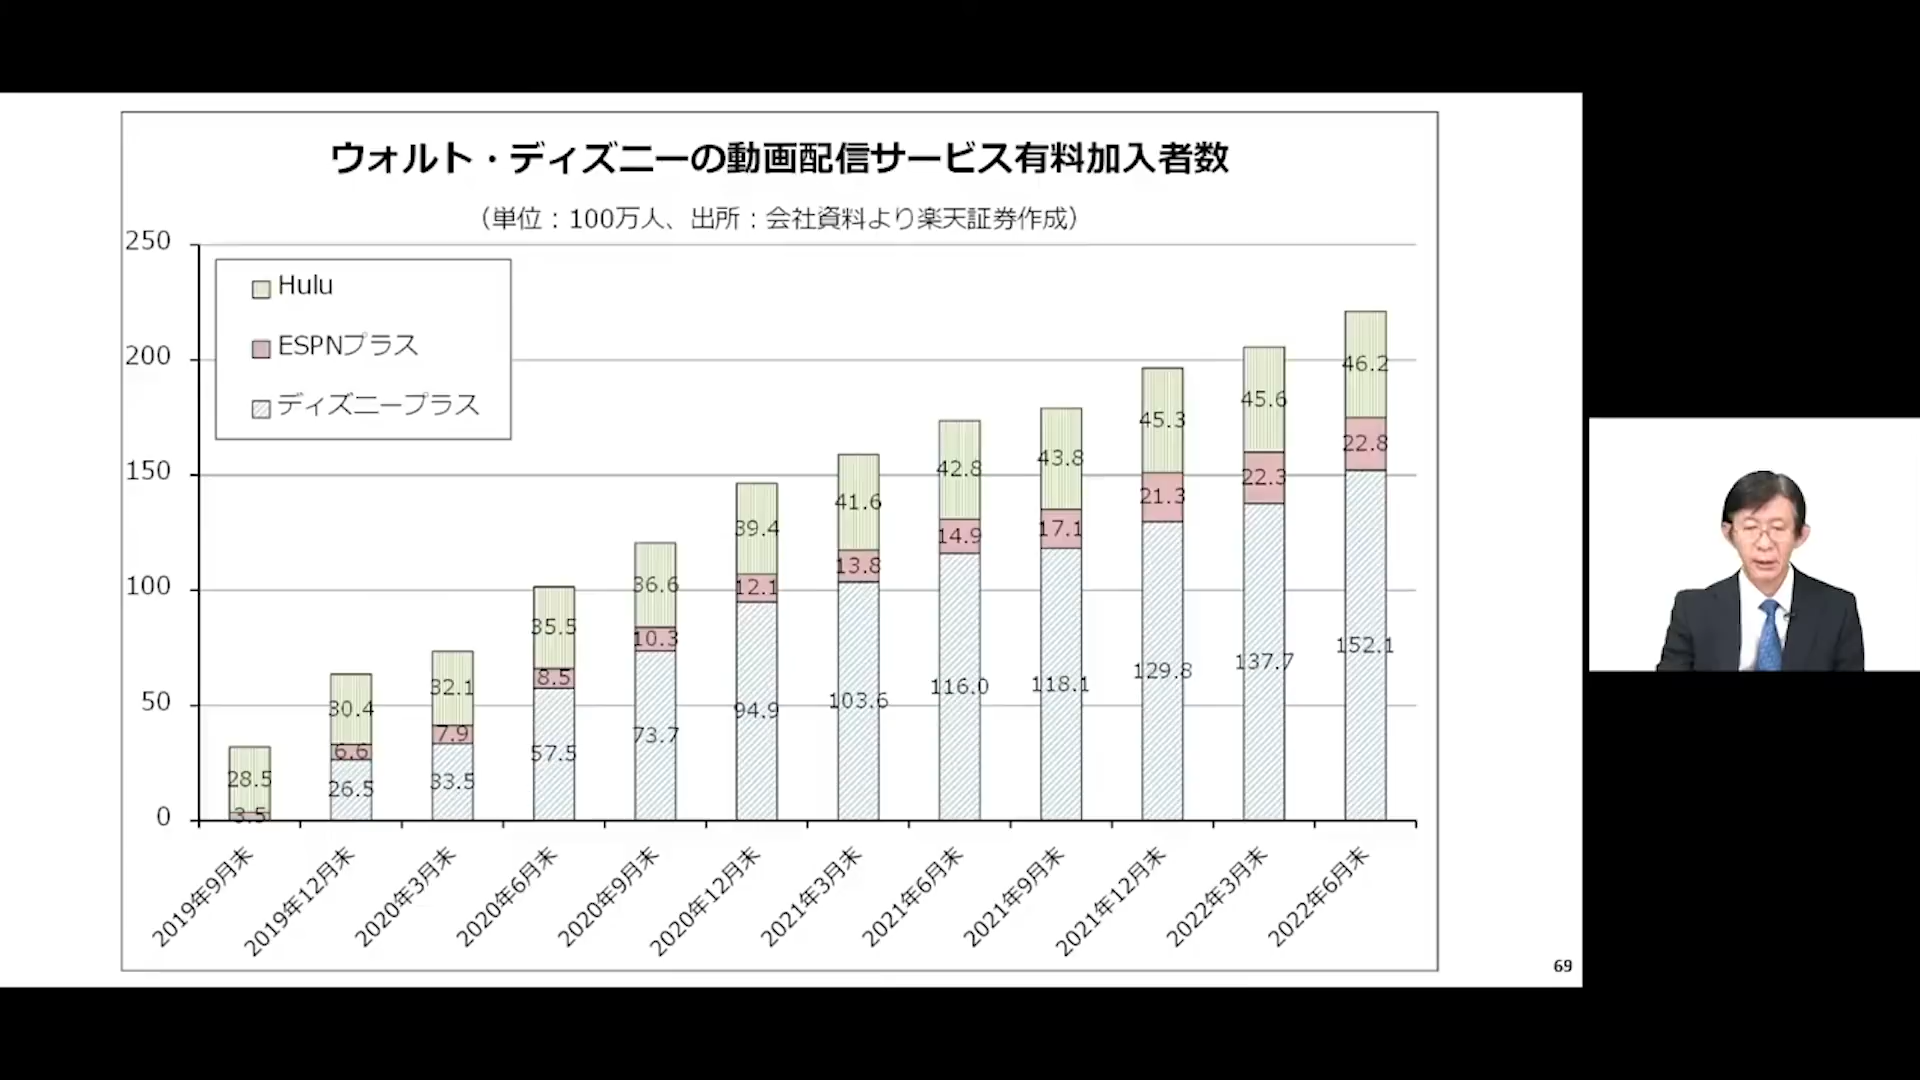 ウォルト・ディズニーの動画配信サービス有料加入者数
（単位：100万人、出所：会社資料より楽天証券作成）
250
200
150
100
50
0
Hulu
ESPNプラス
ディズニープラス
28.5
3.5
30.4
6.6
26.5
32.1
7.9
33.5
35.5
8.5
57.5
36.6
10.3
73.7
39.4
12.1
94.9
41.6
13.8
103.6
42.8
14.9
116.0
43.8
17.1
118.1
45.3
21.3
129.8
45.6
22.3
137.7
46.2
22.8
152.1
2019年9月末
2019年12月末
2020年3月末
2020年6月末
2020年9月末
2020年12月末
2021年3月末
2021年6月末
2021年9月末
2021年12月末
2022年3月末
2022年6月末
69